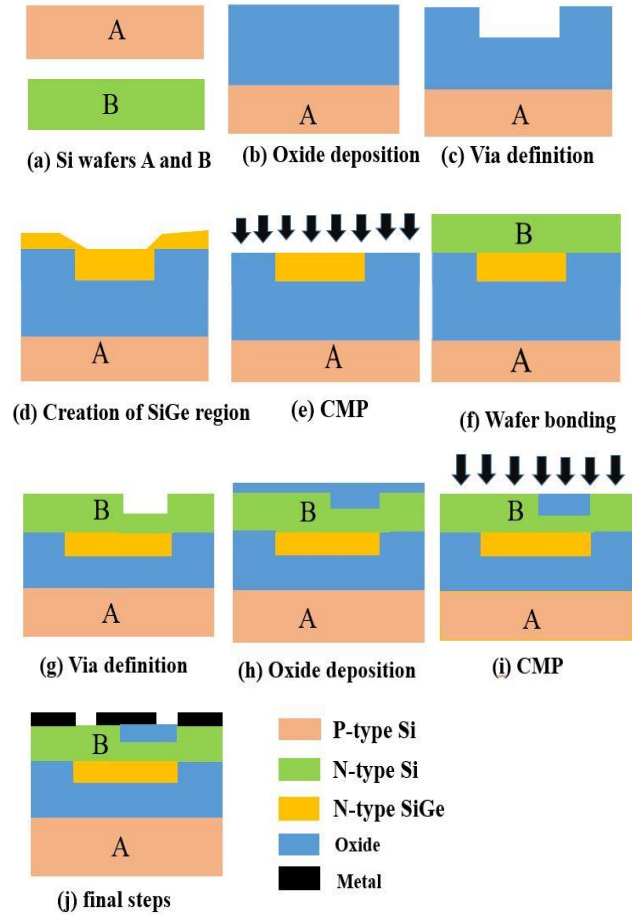 A
B
(a) Si wafers A and B
A
(b) Oxide deposition
A
(c) Via definition
A
(d) Creation of SiGe region
A
(e) CMP
B
A
(f) Wafer bonding
B
A
(g) Via definition
B
A
(h) Oxide deposition
B
A
(i) CMP
B
A
(j) final steps
P-type Si
N-type Si
N-type SiGe
Oxide
Metal